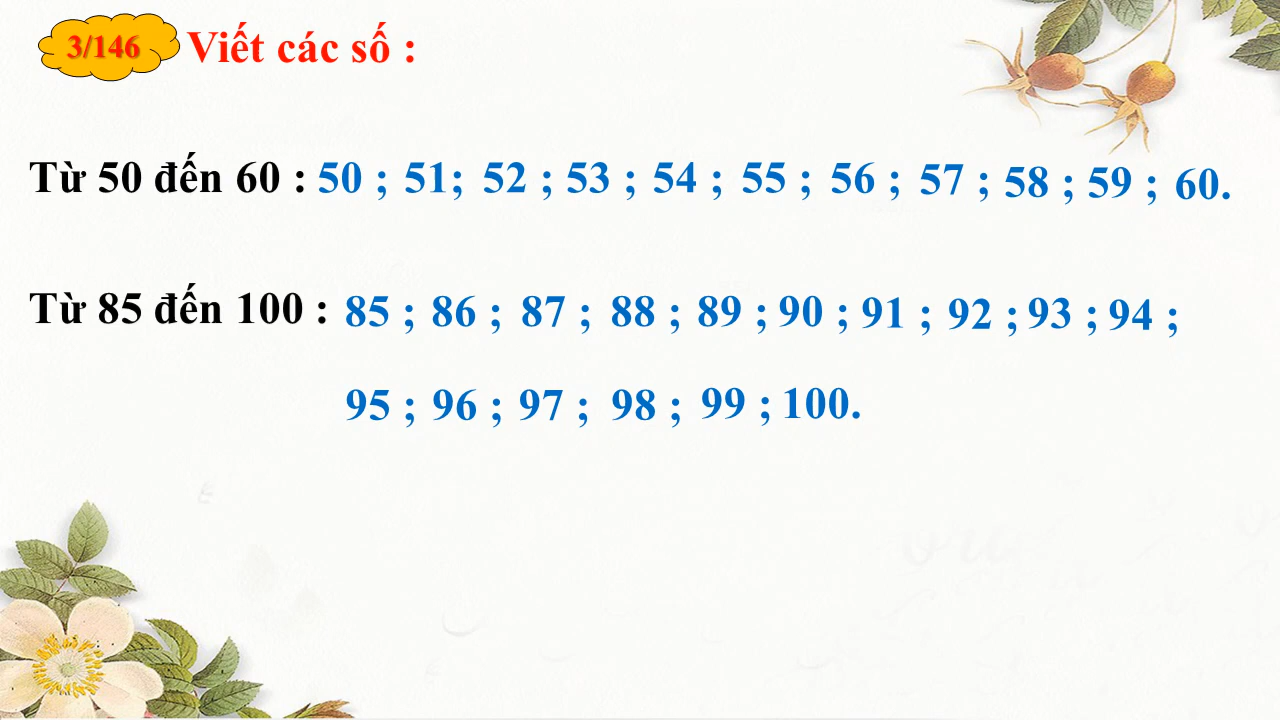 3/146 Viết các số :
Từ 50 đến 60 : 50 ; 51; 52 ; 53 ; 54 ; 55 ; 56 ; 57 ; 58 ; 59 ; 60.
Từ 85 đến 100 : 85 ; 86 ; 87 ; 88 ; 89 ; 90 ; 91 ; 92 ; 93 ; 94 ;
95 ; 96 ; 97 ; 98 ; 99 ; 100.